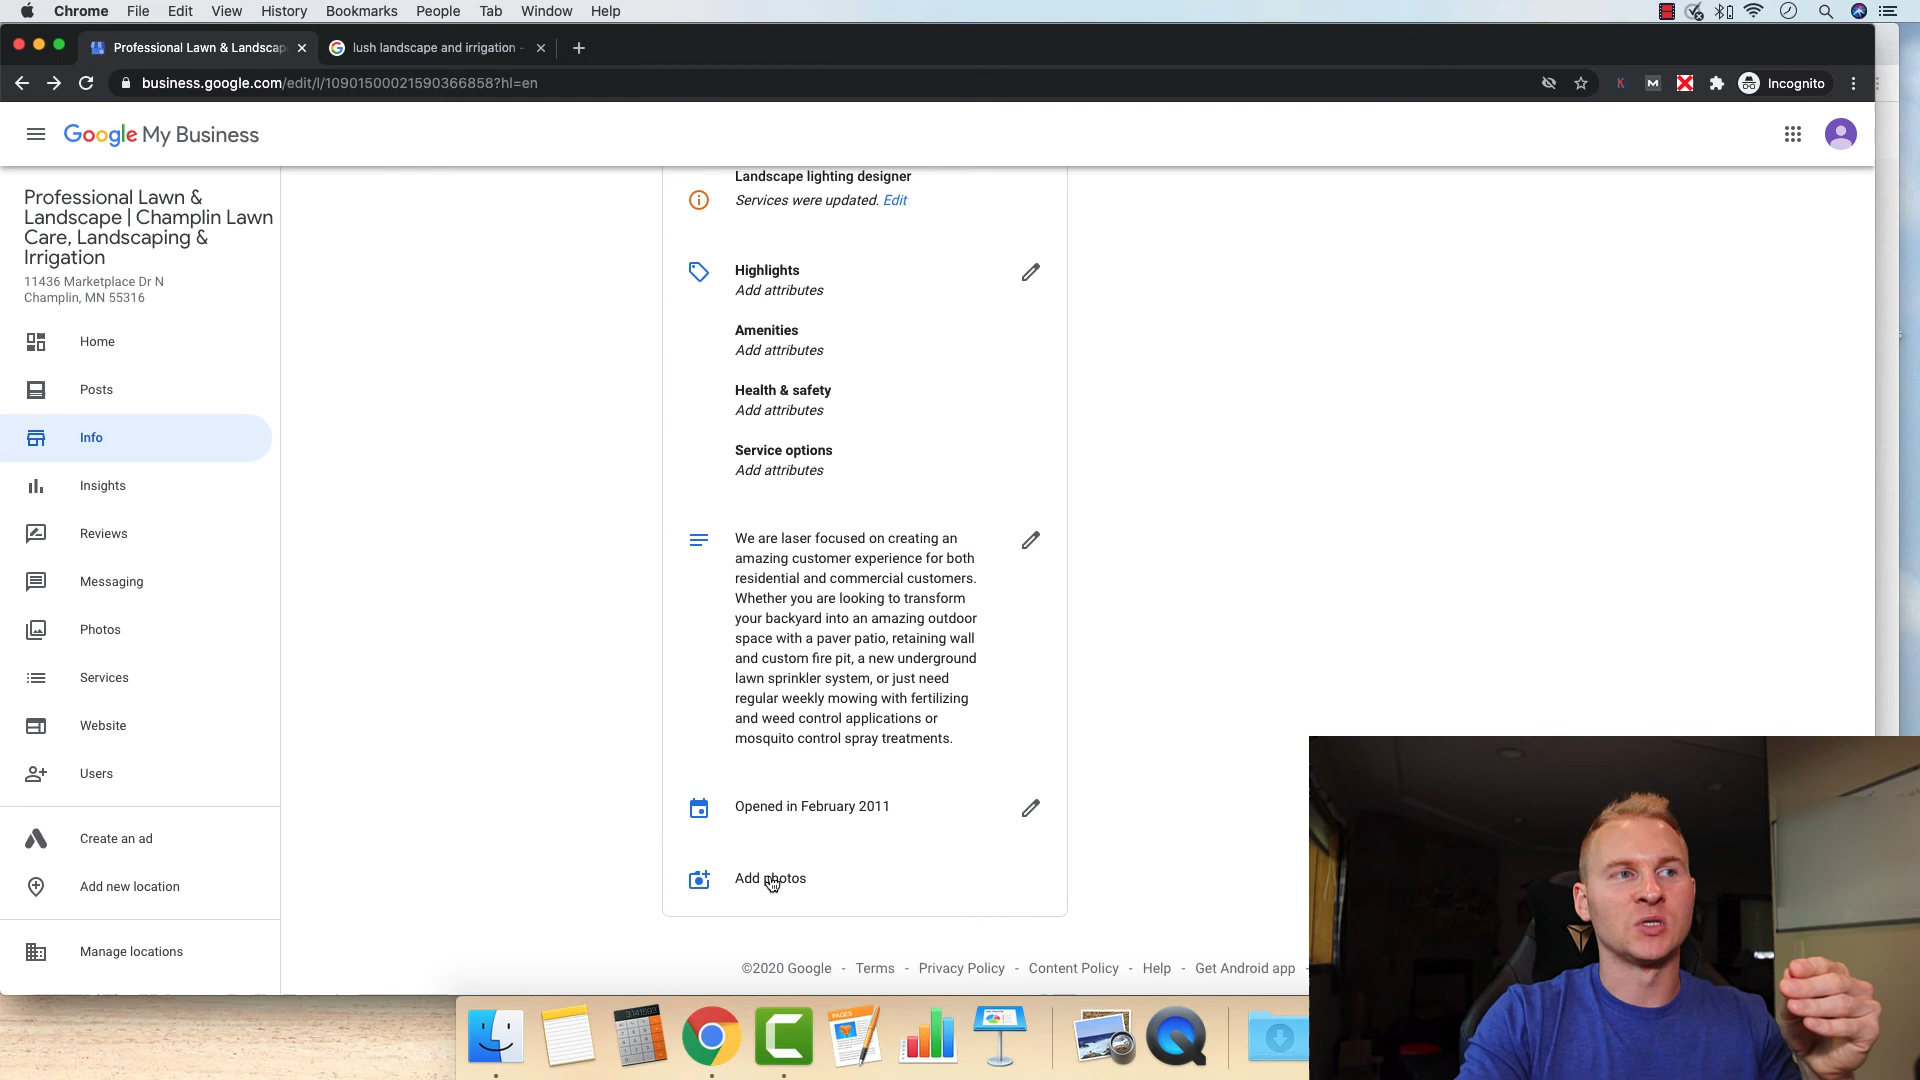 Chrome File Edit View History Bookmarks People Tab Window Help
Professional Lawn & Landscap
lush landscape and irrigation -
business.google.com/edit/l/10901500021590366858?hl=en
K M Incognito
Google My Business
Professional Lawn &
Landscape | Champlin Lawn
Care, Landscaping &
Irrigation
11436 Marketplace Dr N
Champlin, MN 55316
Home
Posts
Info
Insights
Reviews
Messaging
Photos
Services
Website
Users
Create an ad
Add new location
Manage locations
Landscape lighting designer
Services were updated. Edit
Highlights
Add attributes
Amenities
Add attributes
Health & safety
Add attributes
Service options
Add attributes
We are laser focused on creating an
amazing customer experience for both
residential and commercial customers.
Whether you are looking to transform
your backyard into an amazing outdoor
space with a paver patio, retaining wall
and custom fire pit, a new underground
lawn sprinkler system, or just need
regular weekly mowing with fertilizing
and weed control applications or
mosquito control spray treatments.
Opened in February 2011
Add photos
©2020 Google - Terms - Privacy Policy - Content Policy - Help - Get Android app -
3.141593
PAGES